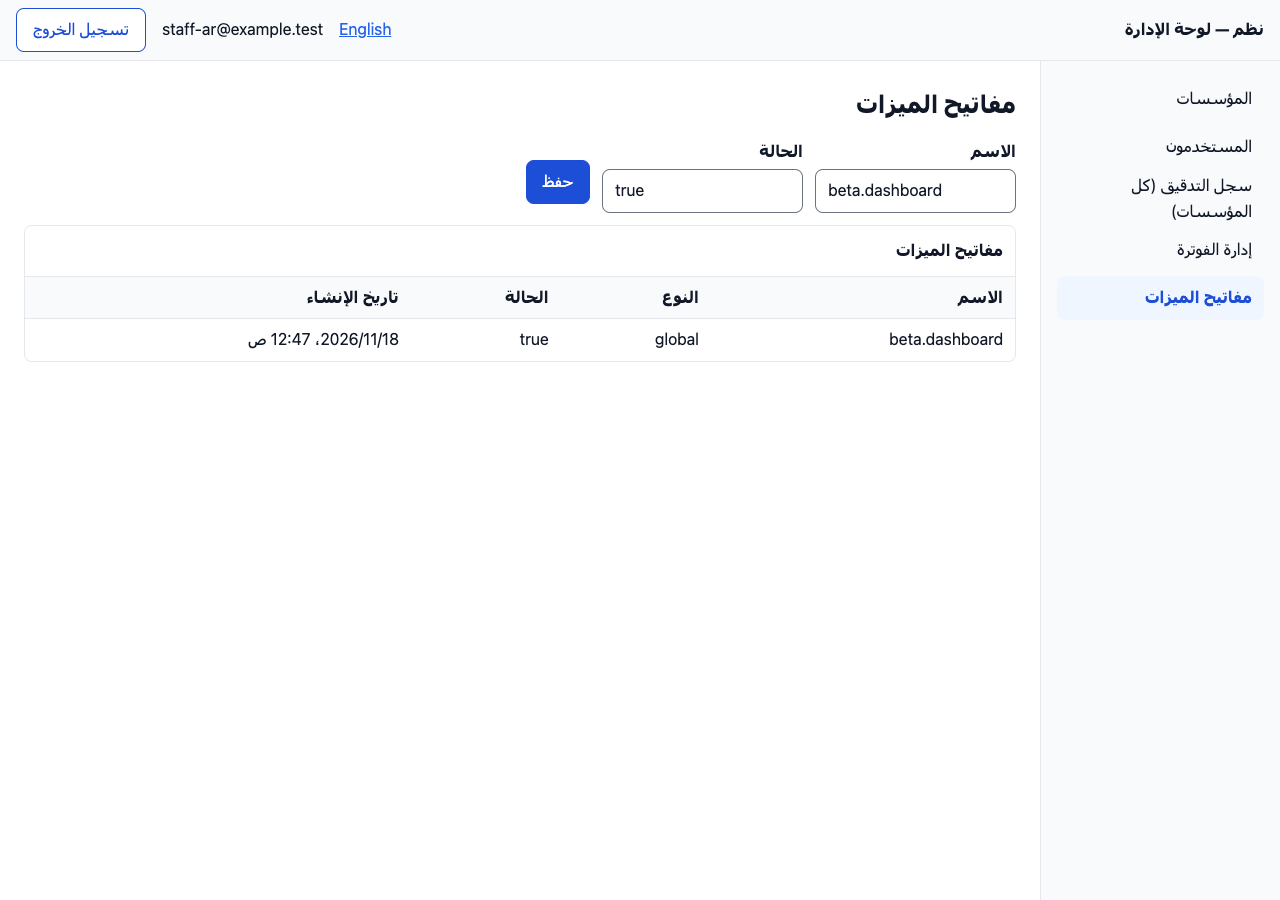 نظم — لوحة الإدارة
English
staff-ar@example.test
تسجيل الخروج
المؤسسات
المستخدمون
سجل التدقيق (كل
المؤسسات)
إدارة الفوترة
مفاتيح الميزات
مفاتيح الميزات
الاسم
الحالة
beta.dashboard
true
حفظ
مفاتيح الميزات
الاسم النوع الحالة تاريخ الإنشاء
beta.dashboard global true 2026/11/18، 12:47 ص